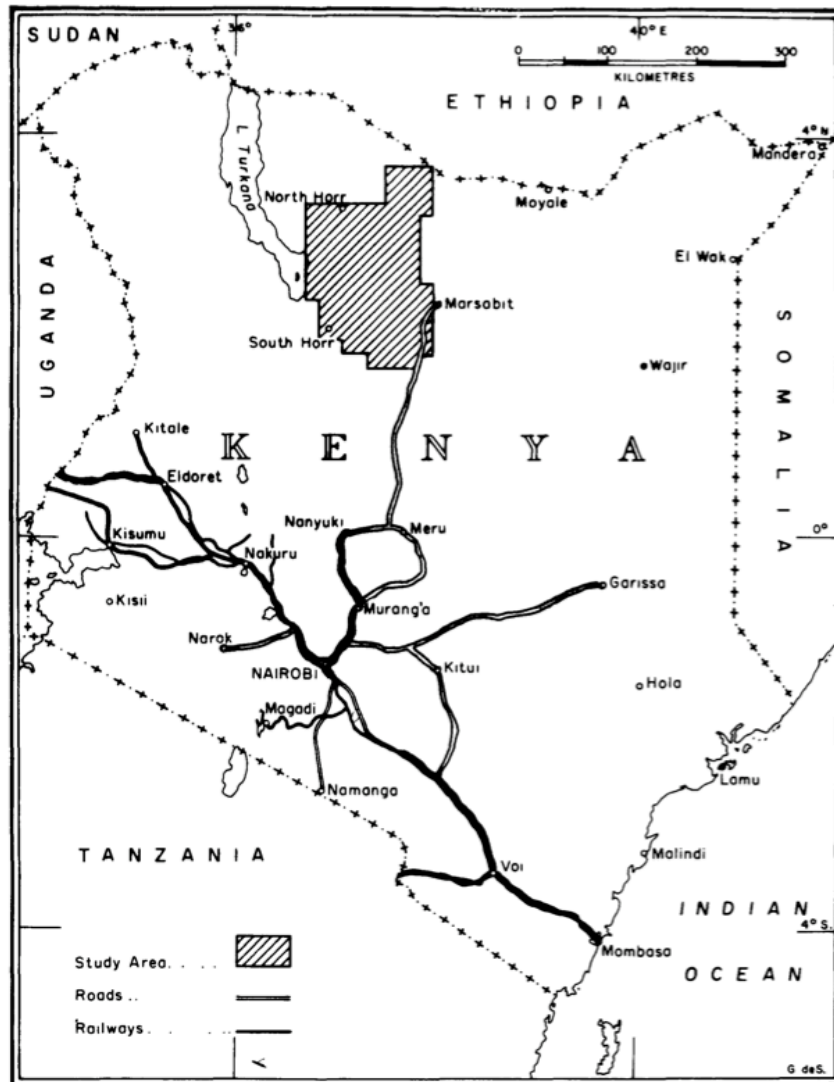 SUDAN
36°
40° E
0 100 200 300
KILOMETRES
ETHIOPIA
4° N
Mandera
L. Turkana
North Horr
Moyale
El Wak
UGANDA
Marsabit
South Horr
SOMALIA
Wajir
Kitale
KENYA
Eldoret
Nanyuki
Meru
Kisumu
0°
Nakuru
Garissa
Kisii
Murang'a
Narok
NAIROBI
Kitui
Hola
Magadi
Lamu
Namanga
TANZANIA
Malindi
Voi
INDIAN
4° S.
Mombasa
OCEAN
Study Area. . . . .
Roads ..
Railways . . . . . . .
G deS.